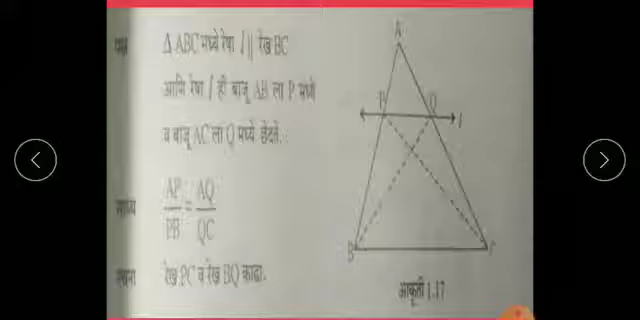 पक्ष
Δ ABC मध्ये रेषा l || रेख BC
आणि रेषा l ही बाजू AB ला P मध्ये
व बाजू AC ला Q मध्ये छेदते.
साध्य
AP/PB = AQ/QC
रचना
रेख PC व रेख BQ काढा.
A
P Q l
B C
आकृती 1.17